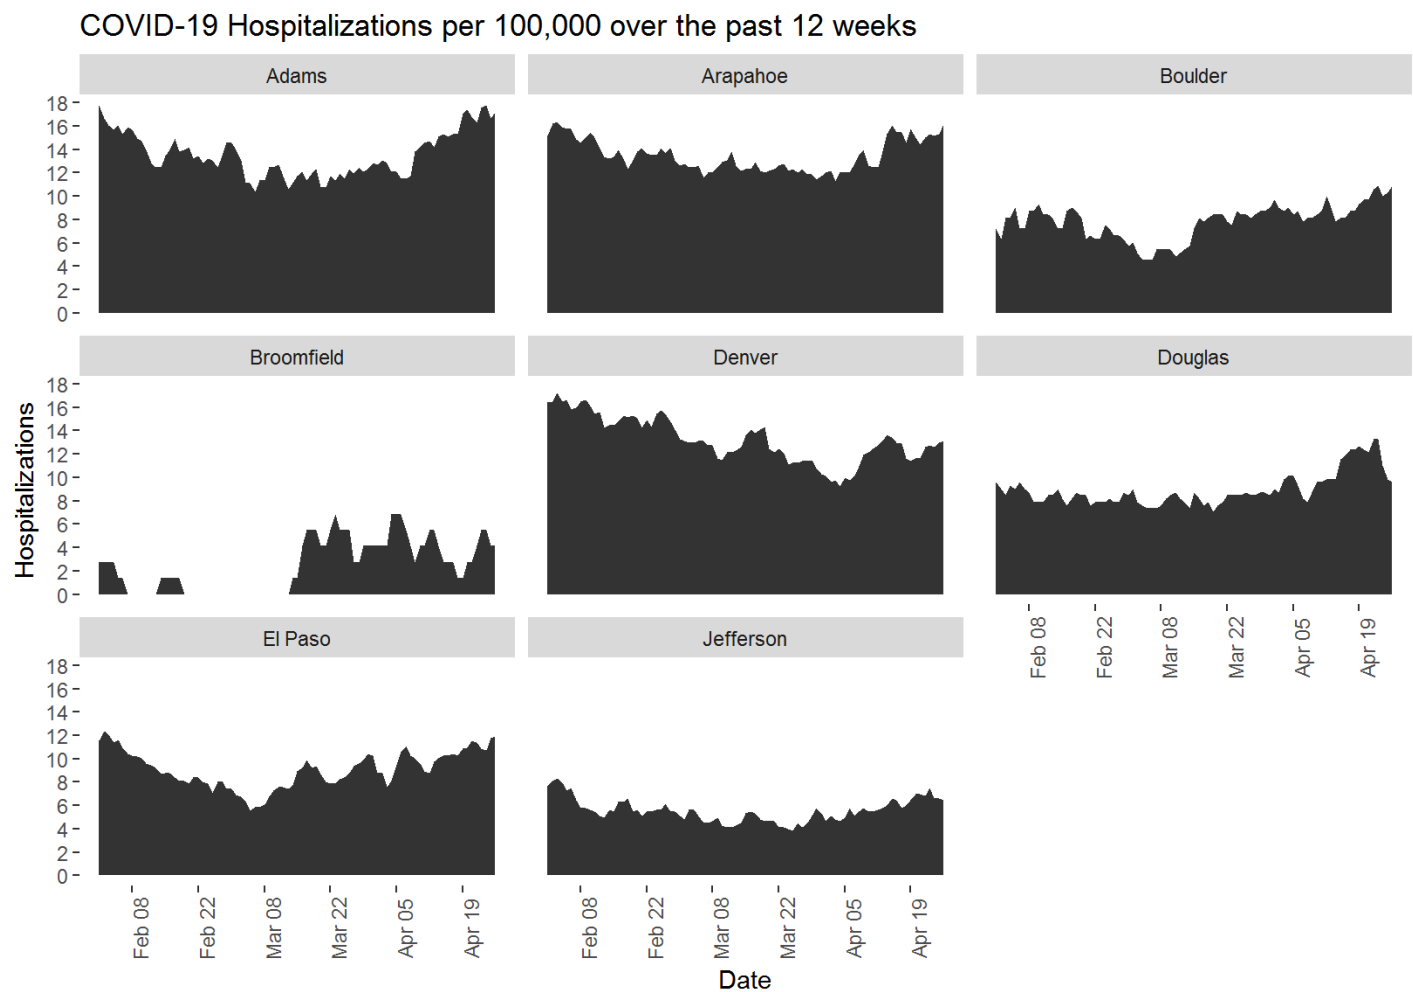 COVID-19 Hospitalizations per 100,000 over the past 12 weeks
Adams
Arapahoe
Boulder
18
16
14
12
10
8
6
4
2
0
Broomfield
Denver
Douglas
Hospitalizations
18
16
14
12
10
8
6
4
2
0
Feb 08
Feb 22
Mar 08
Mar 22
Apr 05
Apr 19
El Paso
Jefferson
18
16
14
12
10
8
6
4
2
0
Feb 08
Feb 22
Mar 08
Mar 22
Apr 05
Apr 19
Feb 08
Feb 22
Mar 08
Mar 22
Apr 05
Apr 19
Date